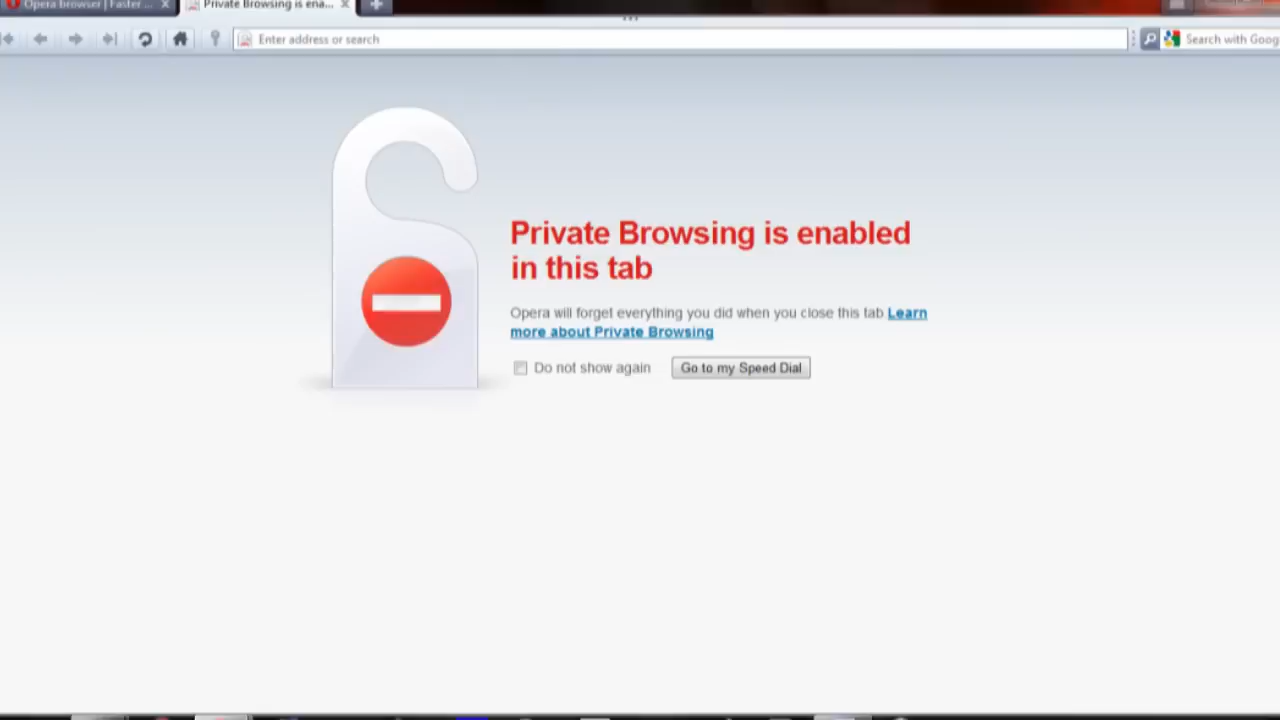 Opera browser | Faster ...
Private Browsing is ena...
Enter address or search
Search with Goog
Private Browsing is enabled
in this tab
Opera will forget everything you did when you close this tab Learn
more about Private Browsing
Do not show again
Go to my Speed Dial